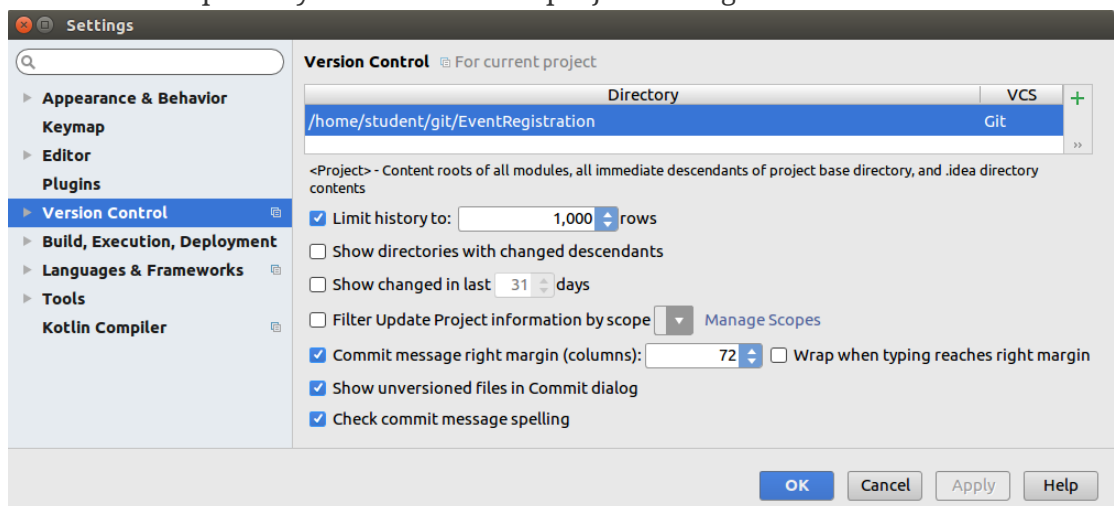 Settings
Version Control For current project
Appearance & Behavior
Keymap
Editor
Plugins
Version Control
Build, Execution, Deployment
Languages & Frameworks
Tools
Kotlin Compiler
Directory VCS
/home/student/git/EventRegistration Git
<Project> - Content roots of all modules, all immediate descendants of project base directory, and .idea directory
contents
Limit history to: 1,000 rows
Show directories with changed descendants
Show changed in last 31 days
Filter Update Project information by scope Manage Scopes
Commit message right margin (columns): 72 Wrap when typing reaches right margin
Show unversioned files in Commit dialog
Check commit message spelling
OK Cancel Apply Help